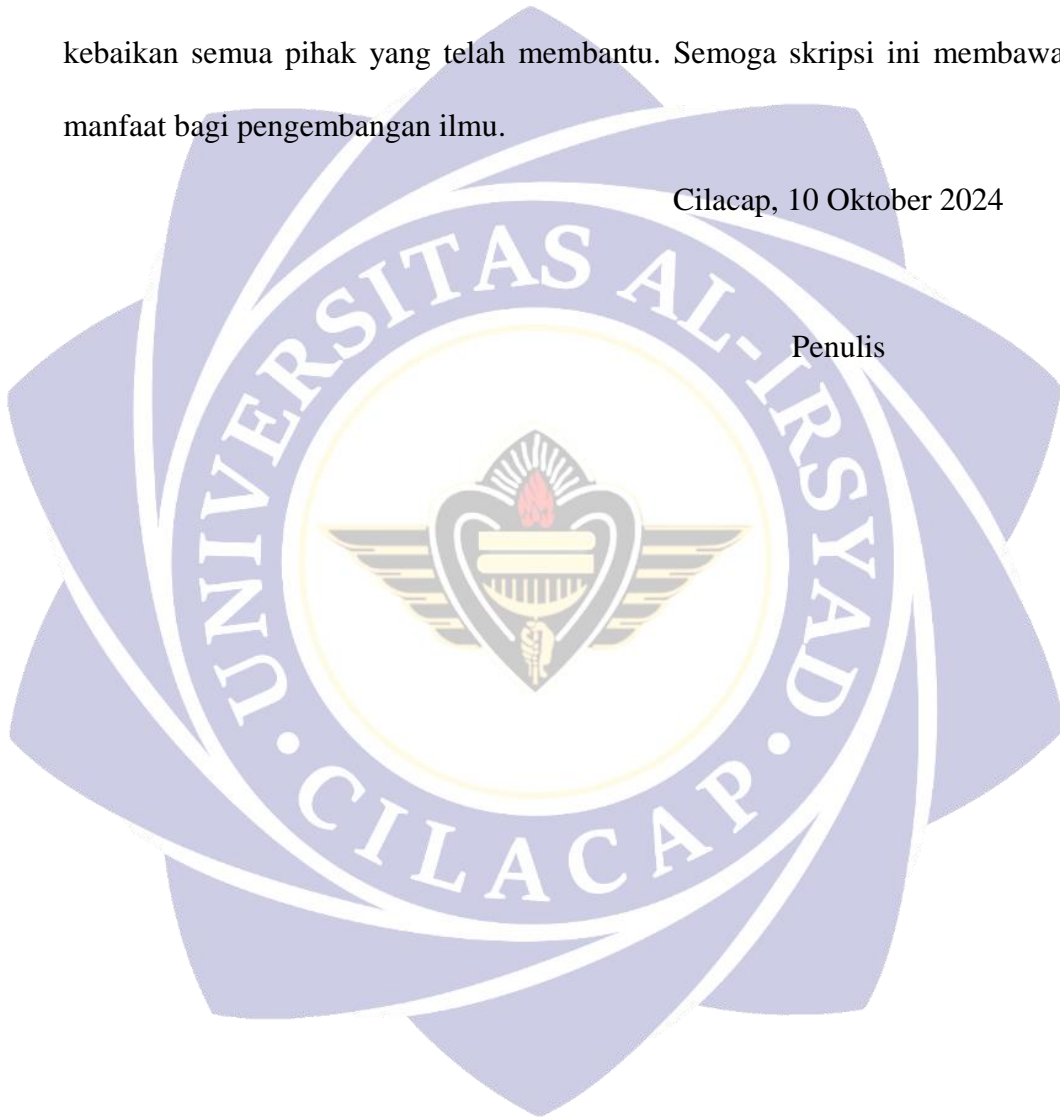 kebaikan semua pihak yang telah membantu. Semoga skripsi ini membawa
manfaat bagi pengembangan ilmu.
Cilacap, 10 Oktober 2024
Penulis
UNIVERSITAS AL-IRSYAD
• CILACAP •